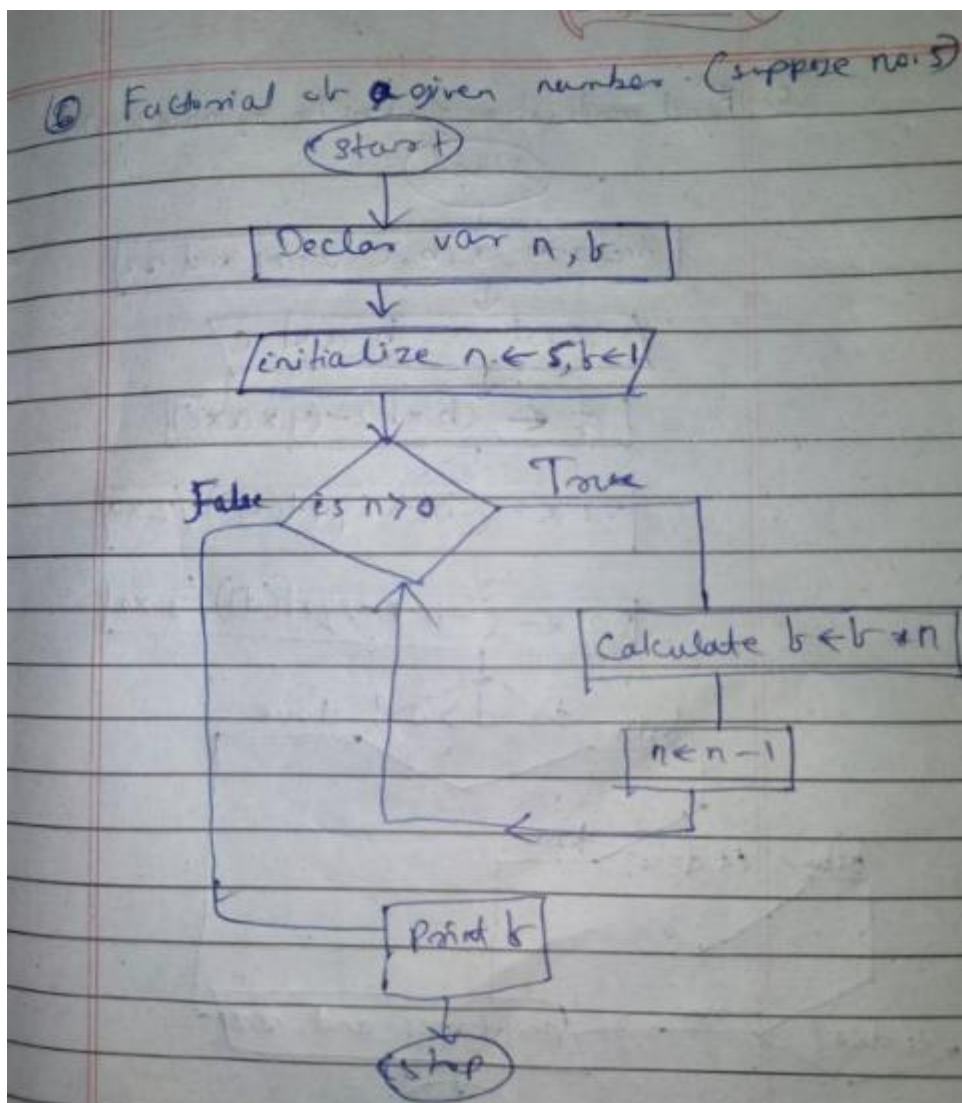 ⑥ Factorial of a given number. (suppose no. 5)
start
Declar var n, f.
initialize n ← 5, f ← 1
is n > 0
False
True
Calculate f ← f * n
n ← n - 1
Print f
stop